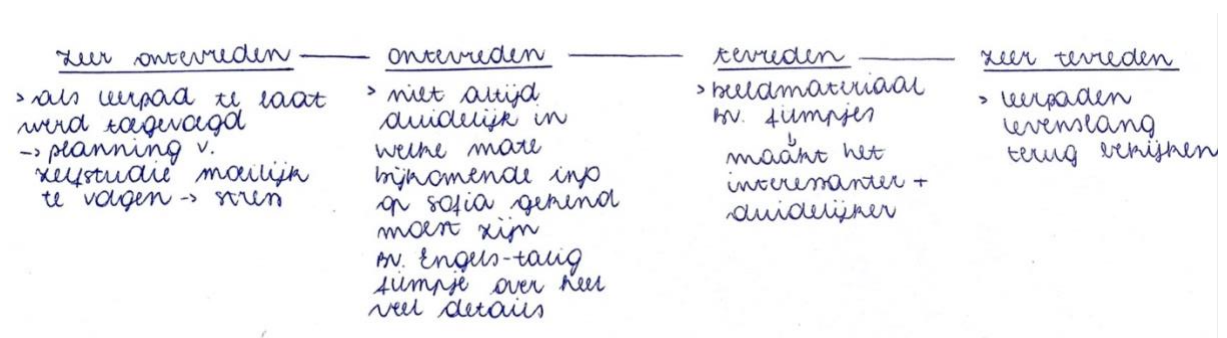 zeer ontevreden — ontevreden — tevreden — zeer tevreden
> als leerpad te laat
werd toegevoegd
-> planning v.
zelfstudie moeilijk
te volgen -> stress
> niet altijd
duidelijk in
welke mate
bijkomende info
op sofia gekend
moest zijn
bv. Engels-talig
filmpje over heel
veel details
> beeldmateriaal
bv. filmpjes
↳
maakt het
interessanter +
duidelijker
> leerpaden
levenslang
terug bekijken